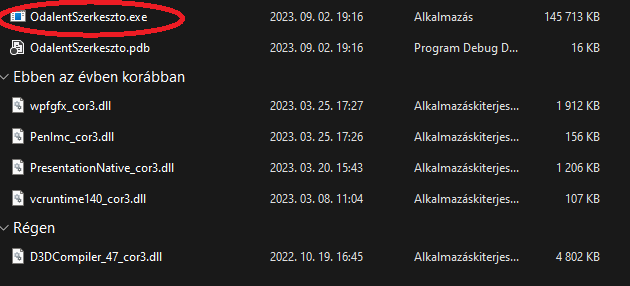 OdalentSzerkeszto.exe 2023. 09. 02. 19:16 Alkalmazás 145 713 KB
OdalentSzerkeszto.pdb 2023. 09. 02. 19:16 Program Debug D... 16 KB
Ebben az évben korábban
wpfgfx_cor3.dll 2023. 03. 25. 17:27 Alkalmazáskiterjes... 1 912 KB
PenImc_cor3.dll 2023. 03. 25. 17:26 Alkalmazáskiterjes... 156 KB
PresentationNative_cor3.dll 2023. 03. 20. 15:43 Alkalmazáskiterjes... 1 206 KB
vcruntime140_cor3.dll 2023. 03. 08. 11:04 Alkalmazáskiterjes... 107 KB
Régen
D3DCompiler_47_cor3.dll 2022. 10. 19. 16:45 Alkalmazáskiterjes... 4 802 KB